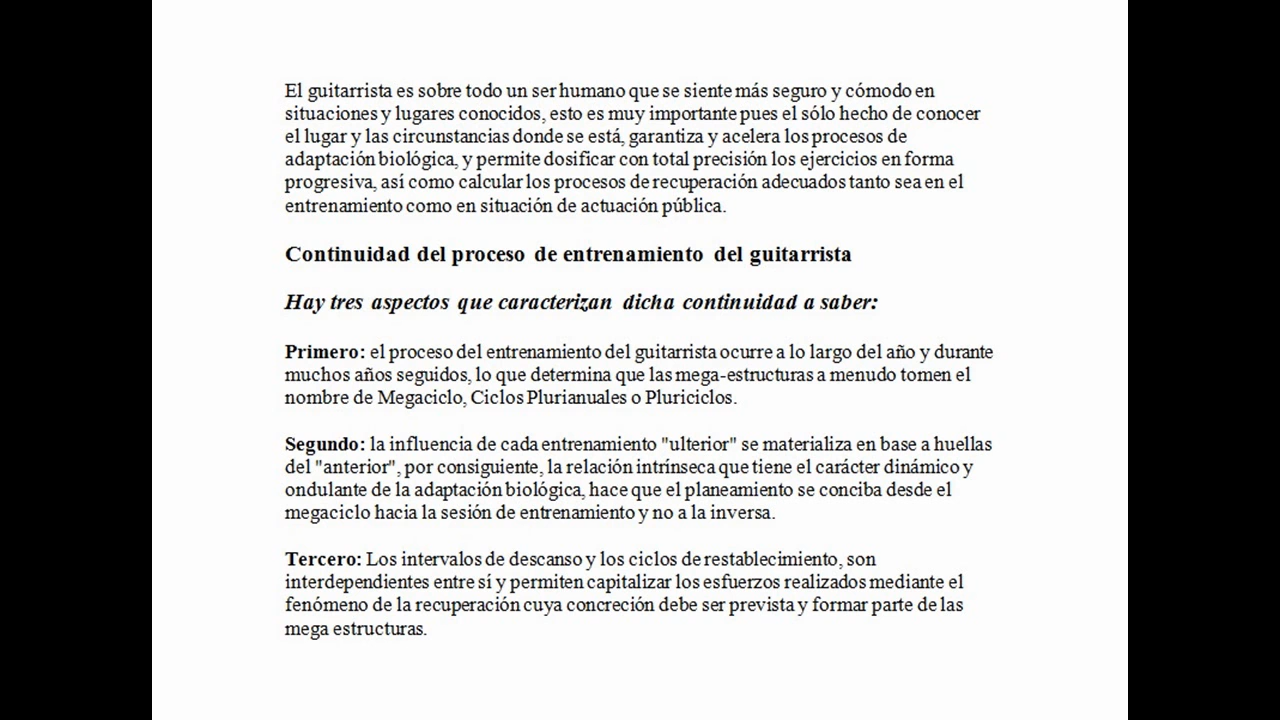 El guitarrista es sobre todo un ser humano que se siente más seguro y cómodo en
situaciones y lugares conocidos, esto es muy importante pues el sólo hecho de conocer
el lugar y las circunstancias donde se está, garantiza y acelera los procesos de
adaptación biológica, y permite dosificar con total precisión los ejercicios en forma
progresiva, así como calcular los procesos de recuperación adecuados tanto sea en el
entrenamiento como en situación de actuación pública.
Continuidad del proceso de entrenamiento del guitarrista
Hay tres aspectos que caracterizan dicha continuidad a saber:
Primero: el proceso del entrenamiento del guitarrista ocurre a lo largo del año y durante
muchos años seguidos, lo que determina que las mega-estructuras a menudo tomen el
nombre de Megaciclo, Ciclos Plurianuales o Pluriciclos.
Segundo: la influencia de cada entrenamiento "ulterior" se materializa en base a huellas
del "anterior", por consiguiente, la relación intrínseca que tiene el carácter dinámico y
ondulante de la adaptación biológica, hace que el planeamiento se conciba desde el
megaciclo hacia la sesión de entrenamiento y no a la inversa.
Tercero: Los intervalos de descanso y los ciclos de restablecimiento, son
interdependientes entre sí y permiten capitalizar los esfuerzos realizados mediante el
fenómeno de la recuperación cuya concreción debe ser prevista y formar parte de las
mega estructuras.